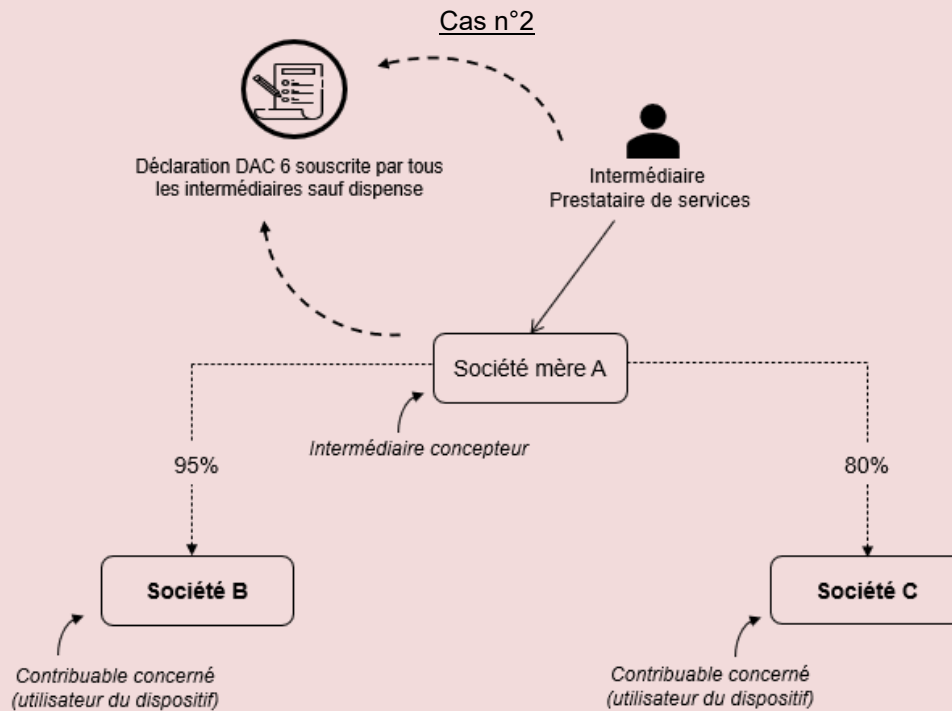 Cas n°2
Déclaration DAC 6 souscrite par tous
les intermédiaires sauf dispense
Intermédiaire
Prestataire de services
Société mère A
Intermédiaire concepteur
95%
80%
Société B
Société C
Contribuable concerné
(utilisateur du dispositif)
Contribuable concerné
(utilisateur du dispositif)